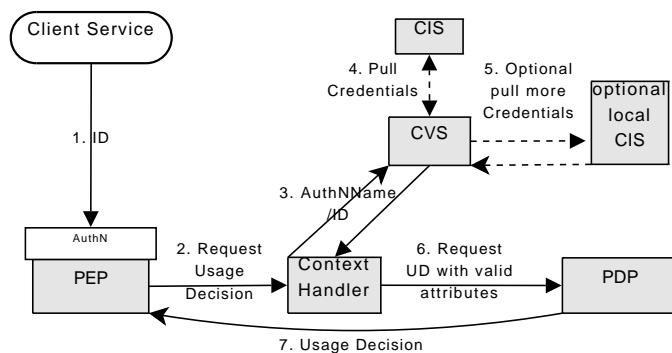 Client Service
CIS
4. Pull
Credentials
5. Optional
pull more
Credentials
optional
local
CIS
1. ID
CVS
3. AuthNName
/ID
AuthN
PEP
2. Request
Usage
Decision
Context
Handler
6. Request
UD with valid
attributes
PDP
7. Usage Decision